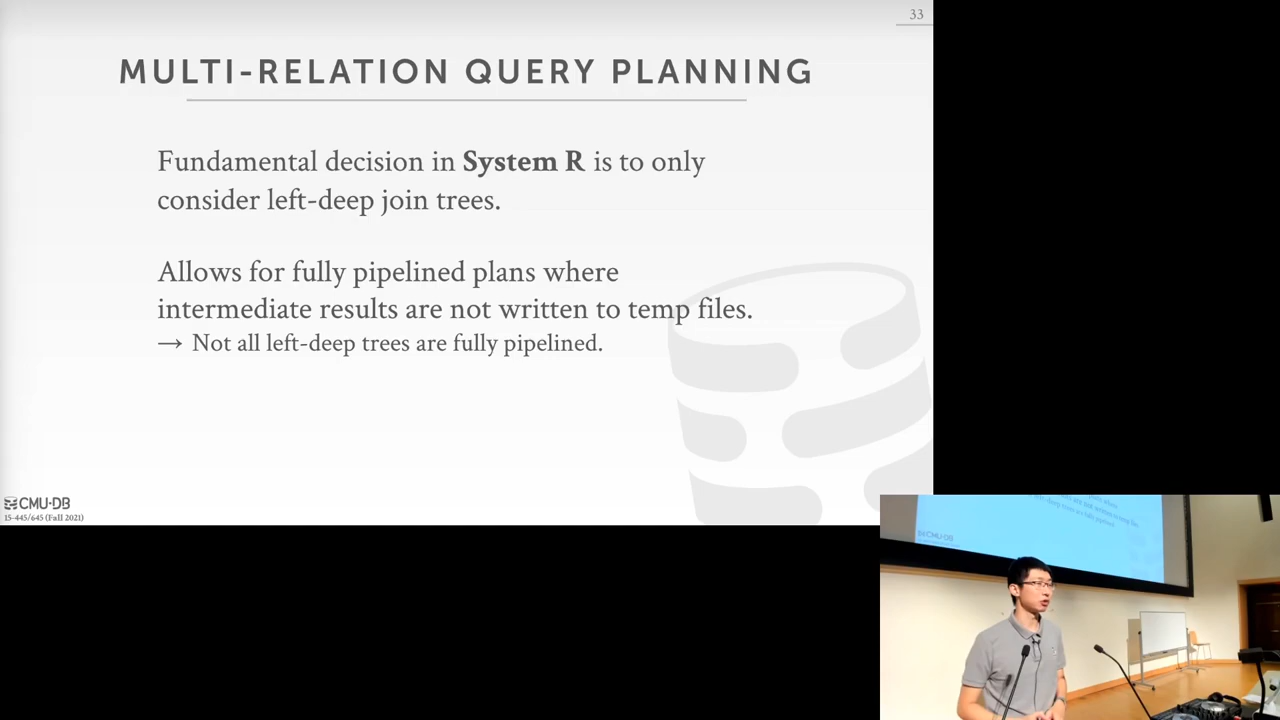 33
MULTI-RELATION QUERY PLANNING
Fundamental decision in System R is to only
consider left-deep join trees.
Allows for fully pipelined plans where
intermediate results are not written to temp files.
→ Not all left-deep trees are fully pipelined.
CMU·DB
15-445/645 (Fall 2021)